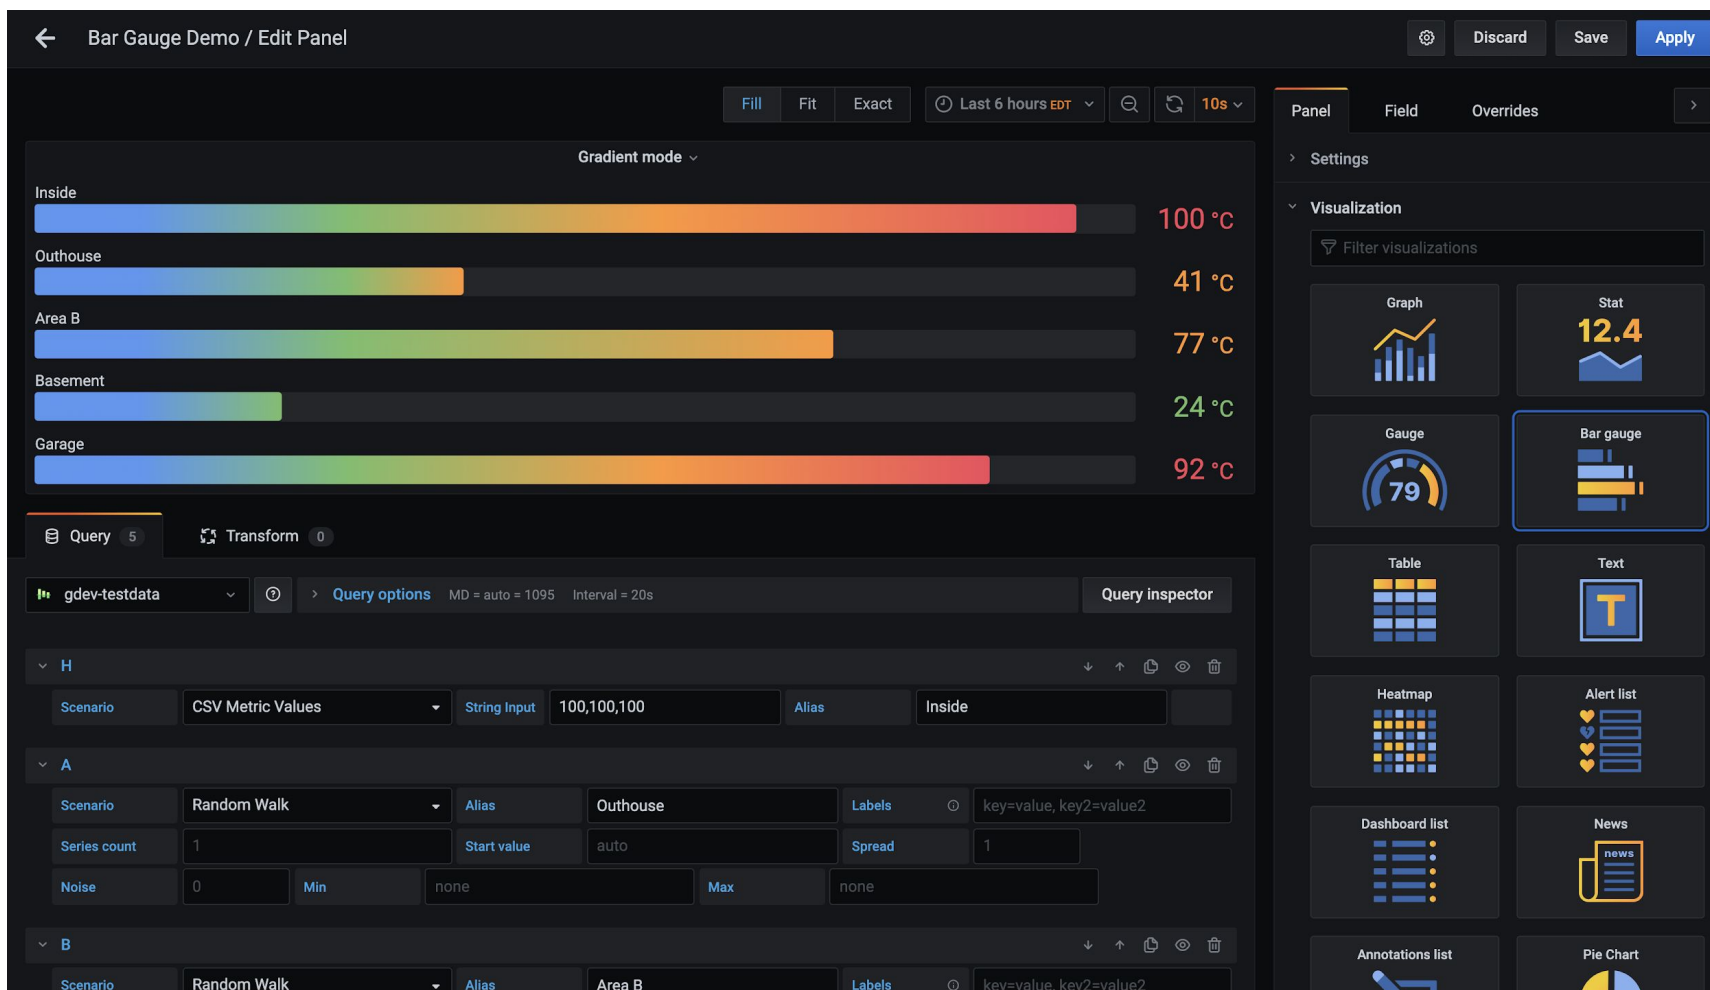 Bar Gauge Demo / Edit Panel
Discard
Save
Apply
Fill
Fit
Exact
Last 6 hours EDT
10s
Gradient mode
Inside
100 °C
Outhouse
41 °C
Area B
77 °C
Basement
24 °C
Garage
92 °C
Query 5
Transform 0
gdev-testdata
Query options MD = auto = 1095 Interval = 20s
Query inspector
H
Scenario CSV Metric Values String Input 100,100,100 Alias Inside
A
Scenario Random Walk Alias Outhouse Labels key=value, key2=value2
Series count 1 Start value auto Spread 1
Noise 0 Min none Max none
B
Scenario Random Walk Alias Area B Labels key=value, key2=value2
Panel
Field
Overrides
Settings
Visualization
Filter visualizations
Graph
Stat
12.4
Gauge
79
Bar gauge
Table
Text
T
Heatmap
Alert list
Dashboard list
News
news
Annotations list
Pie Chart